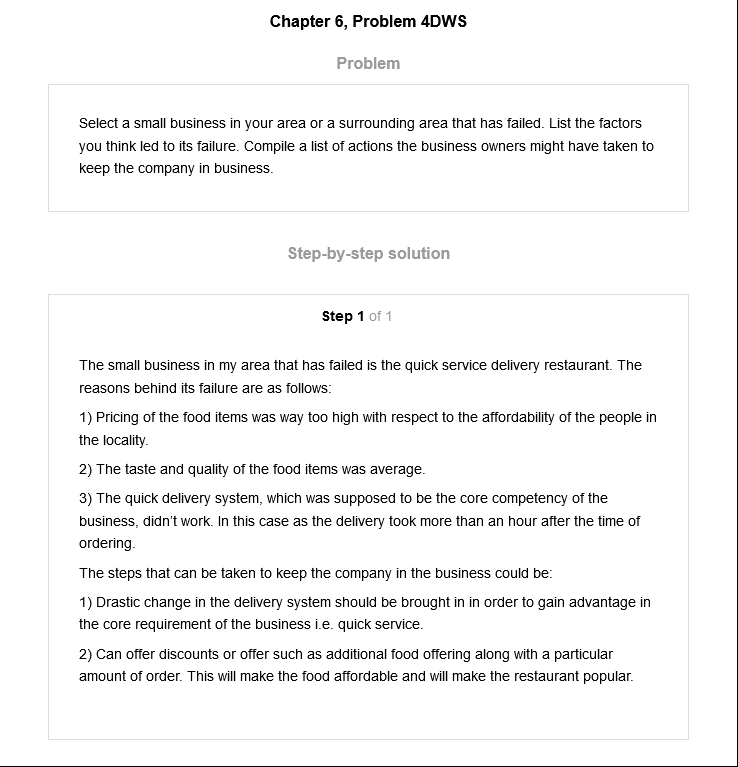 Chapter 6, Problem 4DWS
Problem
Select a small business in your area or a surrounding area that has failed. List the factors
you think led to its failure. Compile a list of actions the business owners might have taken to
keep the company in business.
Step-by-step solution
Step 1 of 1
The small business in my area that has failed is the quick service delivery restaurant. The
reasons behind its failure are as follows:
1) Pricing of the food items was way too high with respect to the affordability of the people in
the locality.
2) The taste and quality of the food items was average.
3) The quick delivery system, which was supposed to be the core competency of the
business, didn’t work. In this case as the delivery took more than an hour after the time of
ordering.
The steps that can be taken to keep the company in the business could be:
1) Drastic change in the delivery system should be brought in in order to gain advantage in
the core requirement of the business i.e. quick service.
2) Can offer discounts or offer such as additional food offering along with a particular
amount of order. This will make the food affordable and will make the restaurant popular.